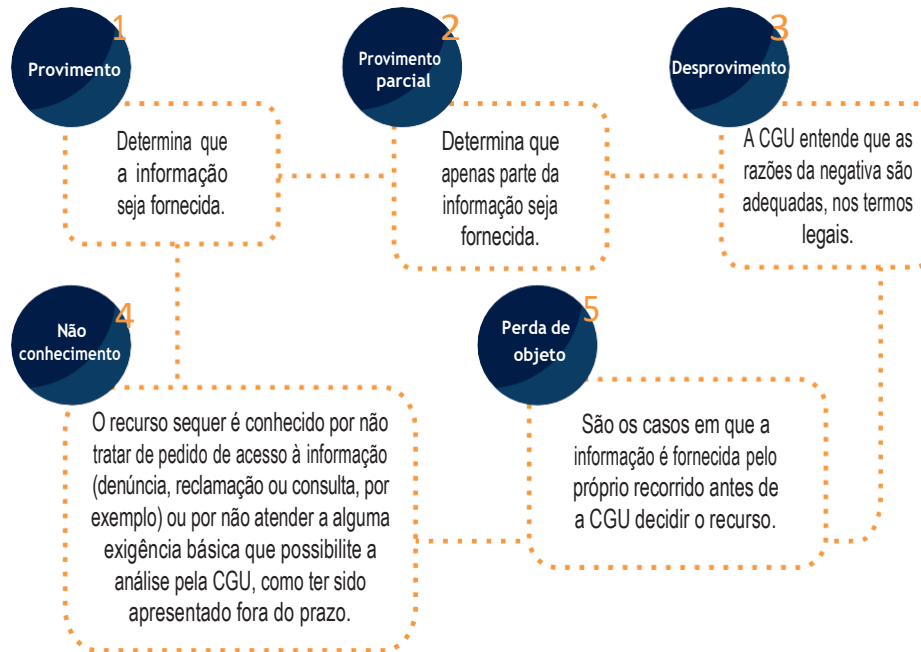 1
Provimento
Determina que
a informação
seja fornecida.
2
Provimento
parcial
Determina que
apenas parte da
informação seja
fornecida.
3
Desprovimento
A CGU entende que as
razões da negativa são
adequadas, nos termos
legais.
4
Não
conhecimento
O recurso sequer é conhecido por não
tratar de pedido de acesso à informação
(denúncia, reclamação ou consulta, por
exemplo) ou por não atender a alguma
exigência básica que possibilite a
análise pela CGU, como ter sido
apresentado fora do prazo.
5
Perda de
objeto
São os casos em que a
informação é fornecida pelo
próprio recorrido antes de
a CGU decidir o recurso.